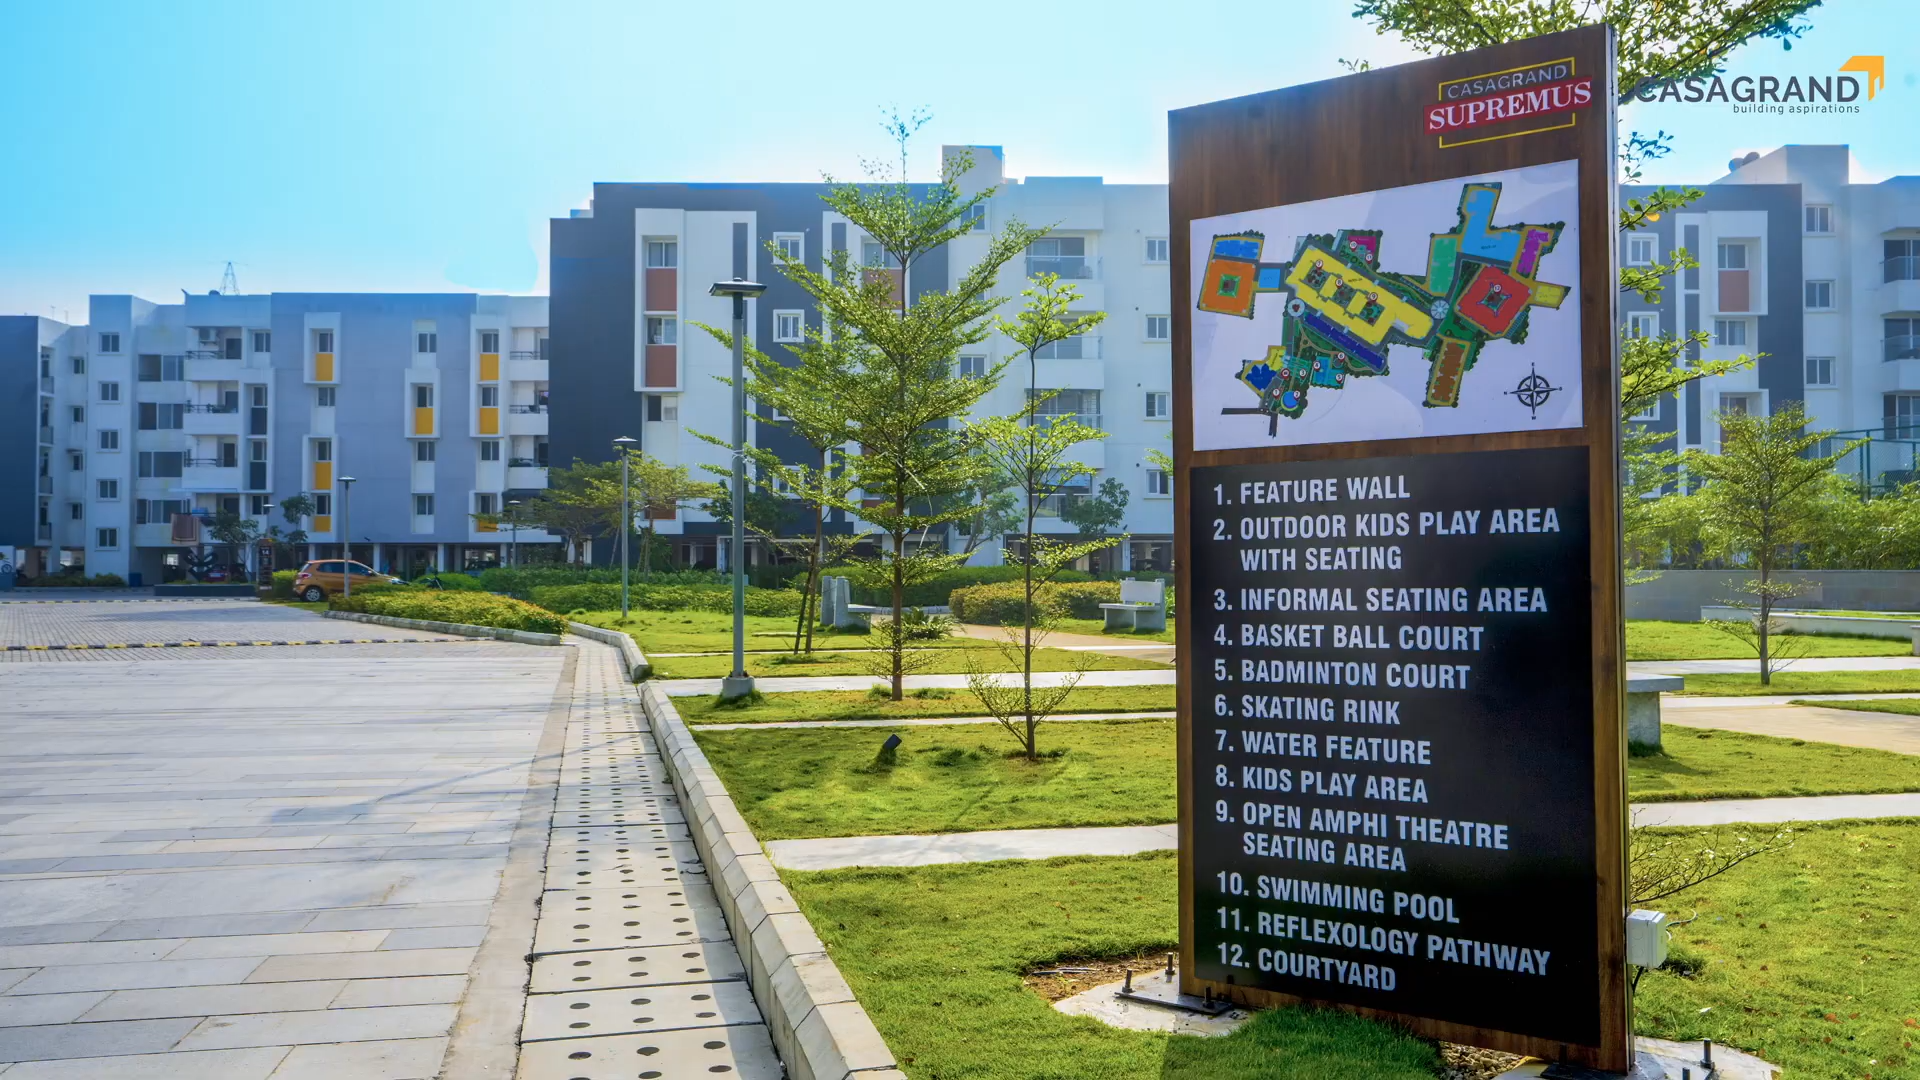 CASAGRAND
SUPREMUS
CASAGRAND
building aspirations
1. FEATURE WALL
2. OUTDOOR KIDS PLAY AREA
WITH SEATING
3. INFORMAL SEATING AREA
4. BASKET BALL COURT
5. BADMINTON COURT
6. SKATING RINK
7. WATER FEATURE
8. KIDS PLAY AREA
9. OPEN AMPHI THEATRE
SEATING AREA
10. SWIMMING POOL
11. REFLEXOLOGY PATHWAY
12. COURTYARD